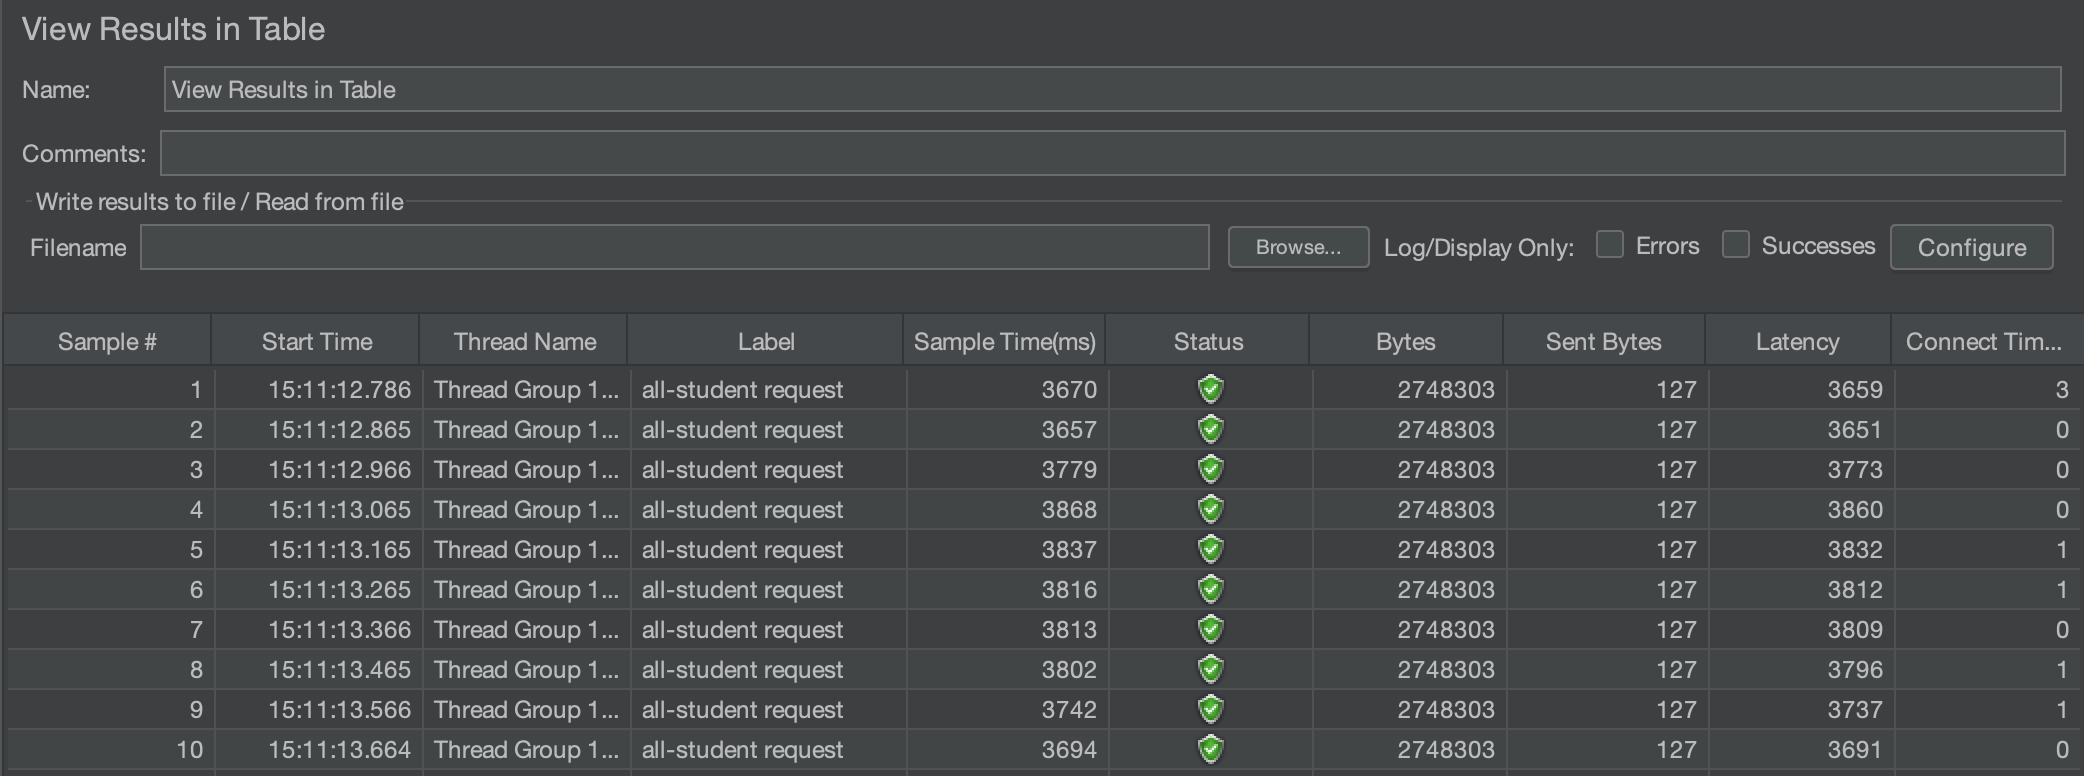 View Results in Table
Name: View Results in Table
Comments:
Write results to file / Read from file
Filename Browse... Log/Display Only: Errors Successes Configure
Sample # Start Time Thread Name Label Sample Time(ms) Status Bytes Sent Bytes Latency Connect Tim...
1 15:11:12.786 Thread Group 1... all-student request 3670 2748303 127 3659 3
2 15:11:12.865 Thread Group 1... all-student request 3657 2748303 127 3651 0
3 15:11:12.966 Thread Group 1... all-student request 3779 2748303 127 3773 0
4 15:11:13.065 Thread Group 1... all-student request 3868 2748303 127 3860 0
5 15:11:13.165 Thread Group 1... all-student request 3837 2748303 127 3832 1
6 15:11:13.265 Thread Group 1... all-student request 3816 2748303 127 3812 1
7 15:11:13.366 Thread Group 1... all-student request 3813 2748303 127 3809 0
8 15:11:13.465 Thread Group 1... all-student request 3802 2748303 127 3796 1
9 15:11:13.566 Thread Group 1... all-student request 3742 2748303 127 3737 1
10 15:11:13.664 Thread Group 1... all-student request 3694 2748303 127 3691 0